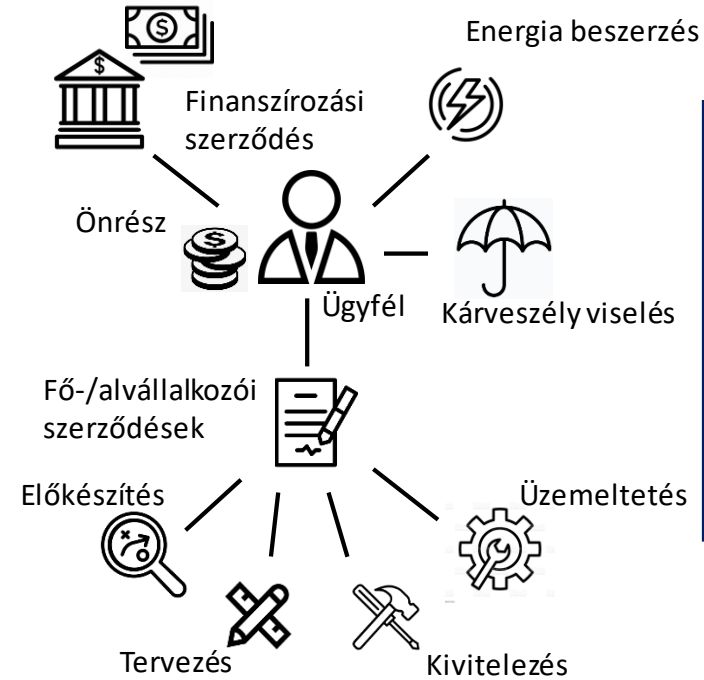 Energia beszerzés
Finanszírozási
szerződés
Önrész
Ügyfél
Kárveszély viselés
Fő-/alvállalkozói
szerződések
Előkészítés
Üzemeltetés
Tervezés
Kivitelezés